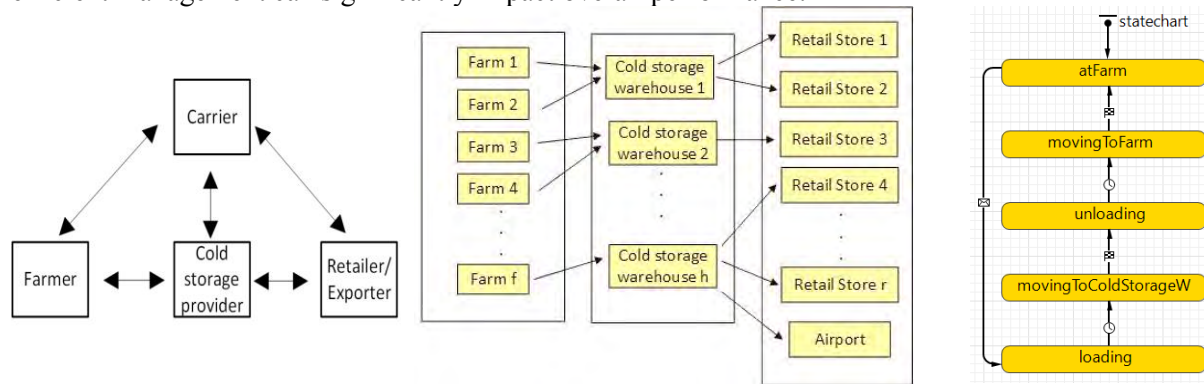 Carrier
Farmer
Cold
storage
provider
Retailer/
Exporter
Farm 1
Farm 2
Farm 3
Farm 4
Farm f
Cold storage
warehouse 1
Cold storage
warehouse 2
Cold storage
warehouse h
Retail Store 1
Retail Store 2
Retail Store 3
Retail Store 4
Retail Store r
Airport
statechart
atFarm
movingToFarm
unloading
movingToColdStorageW
loading